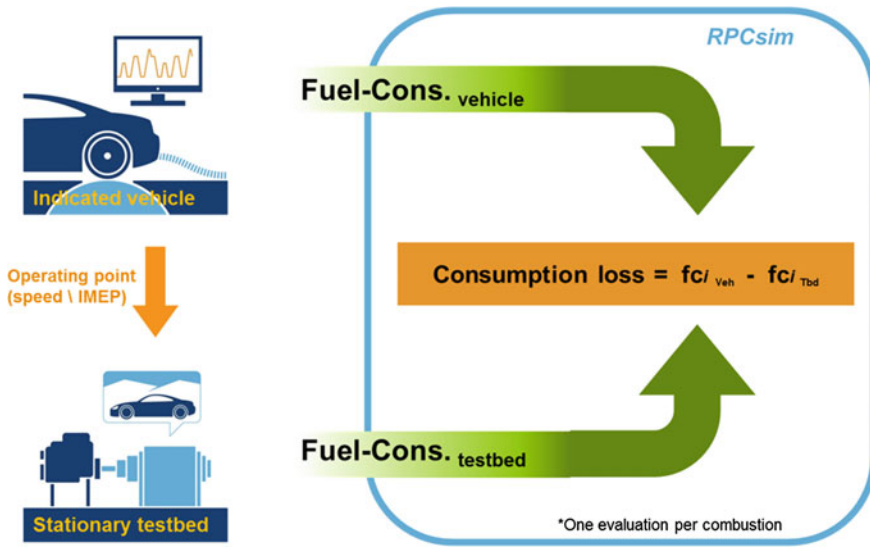 RPCsim
Fuel-Cons. vehicle
Indicated vehicle
Operating point
(speed \ IMEP)
Consumption loss = fci Veh - fci Tbd
Fuel-Cons. testbed
Stationary testbed
*One evaluation per combustion